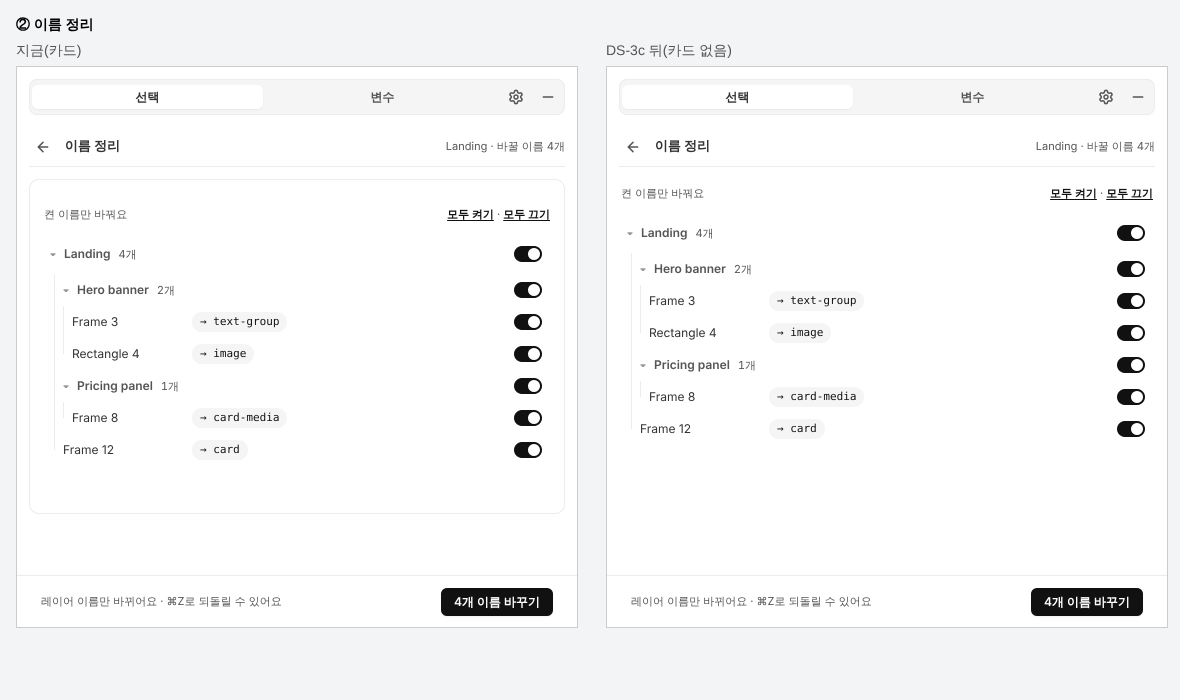 ② 이름 정리
지금(카드)
선택 변수
이름 정리 Landing · 바꿀 이름 4개
켠 이름만 바꿔요 모두 켜기 · 모두 끄기
Landing 4개
Hero banner 2개
Frame 3 → text-group
Rectangle 4 → image
Pricing panel 1개
Frame 8 → card-media
Frame 12 → card
레이어 이름만 바뀌어요 · ⌘Z로 되돌릴 수 있어요 4개 이름 바꾸기
DS-3c 뒤(카드 없음)
선택 변수
이름 정리 Landing · 바꿀 이름 4개
켠 이름만 바꿔요 모두 켜기 · 모두 끄기
Landing 4개
Hero banner 2개
Frame 3 → text-group
Rectangle 4 → image
Pricing panel 1개
Frame 8 → card-media
Frame 12 → card
레이어 이름만 바뀌어요 · ⌘Z로 되돌릴 수 있어요 4개 이름 바꾸기